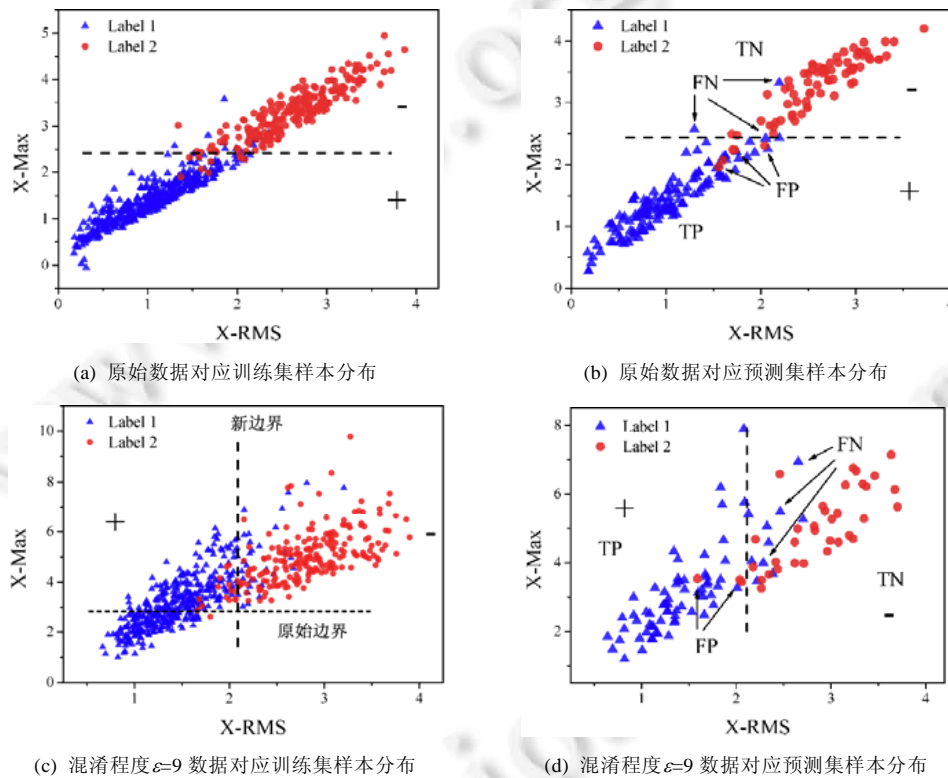 Label 1
Label 2
X-Max
5
4
3
2
1
0
-
+
0 1 2 3 4
X-RMS
(a) 原始数据对应训练集样本分布
Label 1
Label 2
X-Max
4
3
2
1
0
TN
FN
-
FP
+
TP
0 1 2 3 4
X-RMS
(b) 原始数据对应预测集样本分布
Label 1
Label 2
新边界
X-Max
10
8
6
4
2
0
+
-
原始边界
1 2 3 4
X-RMS
(c) 混淆程度ε=9 数据对应训练集样本分布
Label 1
Label 2
X-Max
8
6
4
2
FN
+
TP
TN
-
FP
1 2 3 4
X-RMS
(d) 混淆程度ε=9 数据对应预测集样本分布